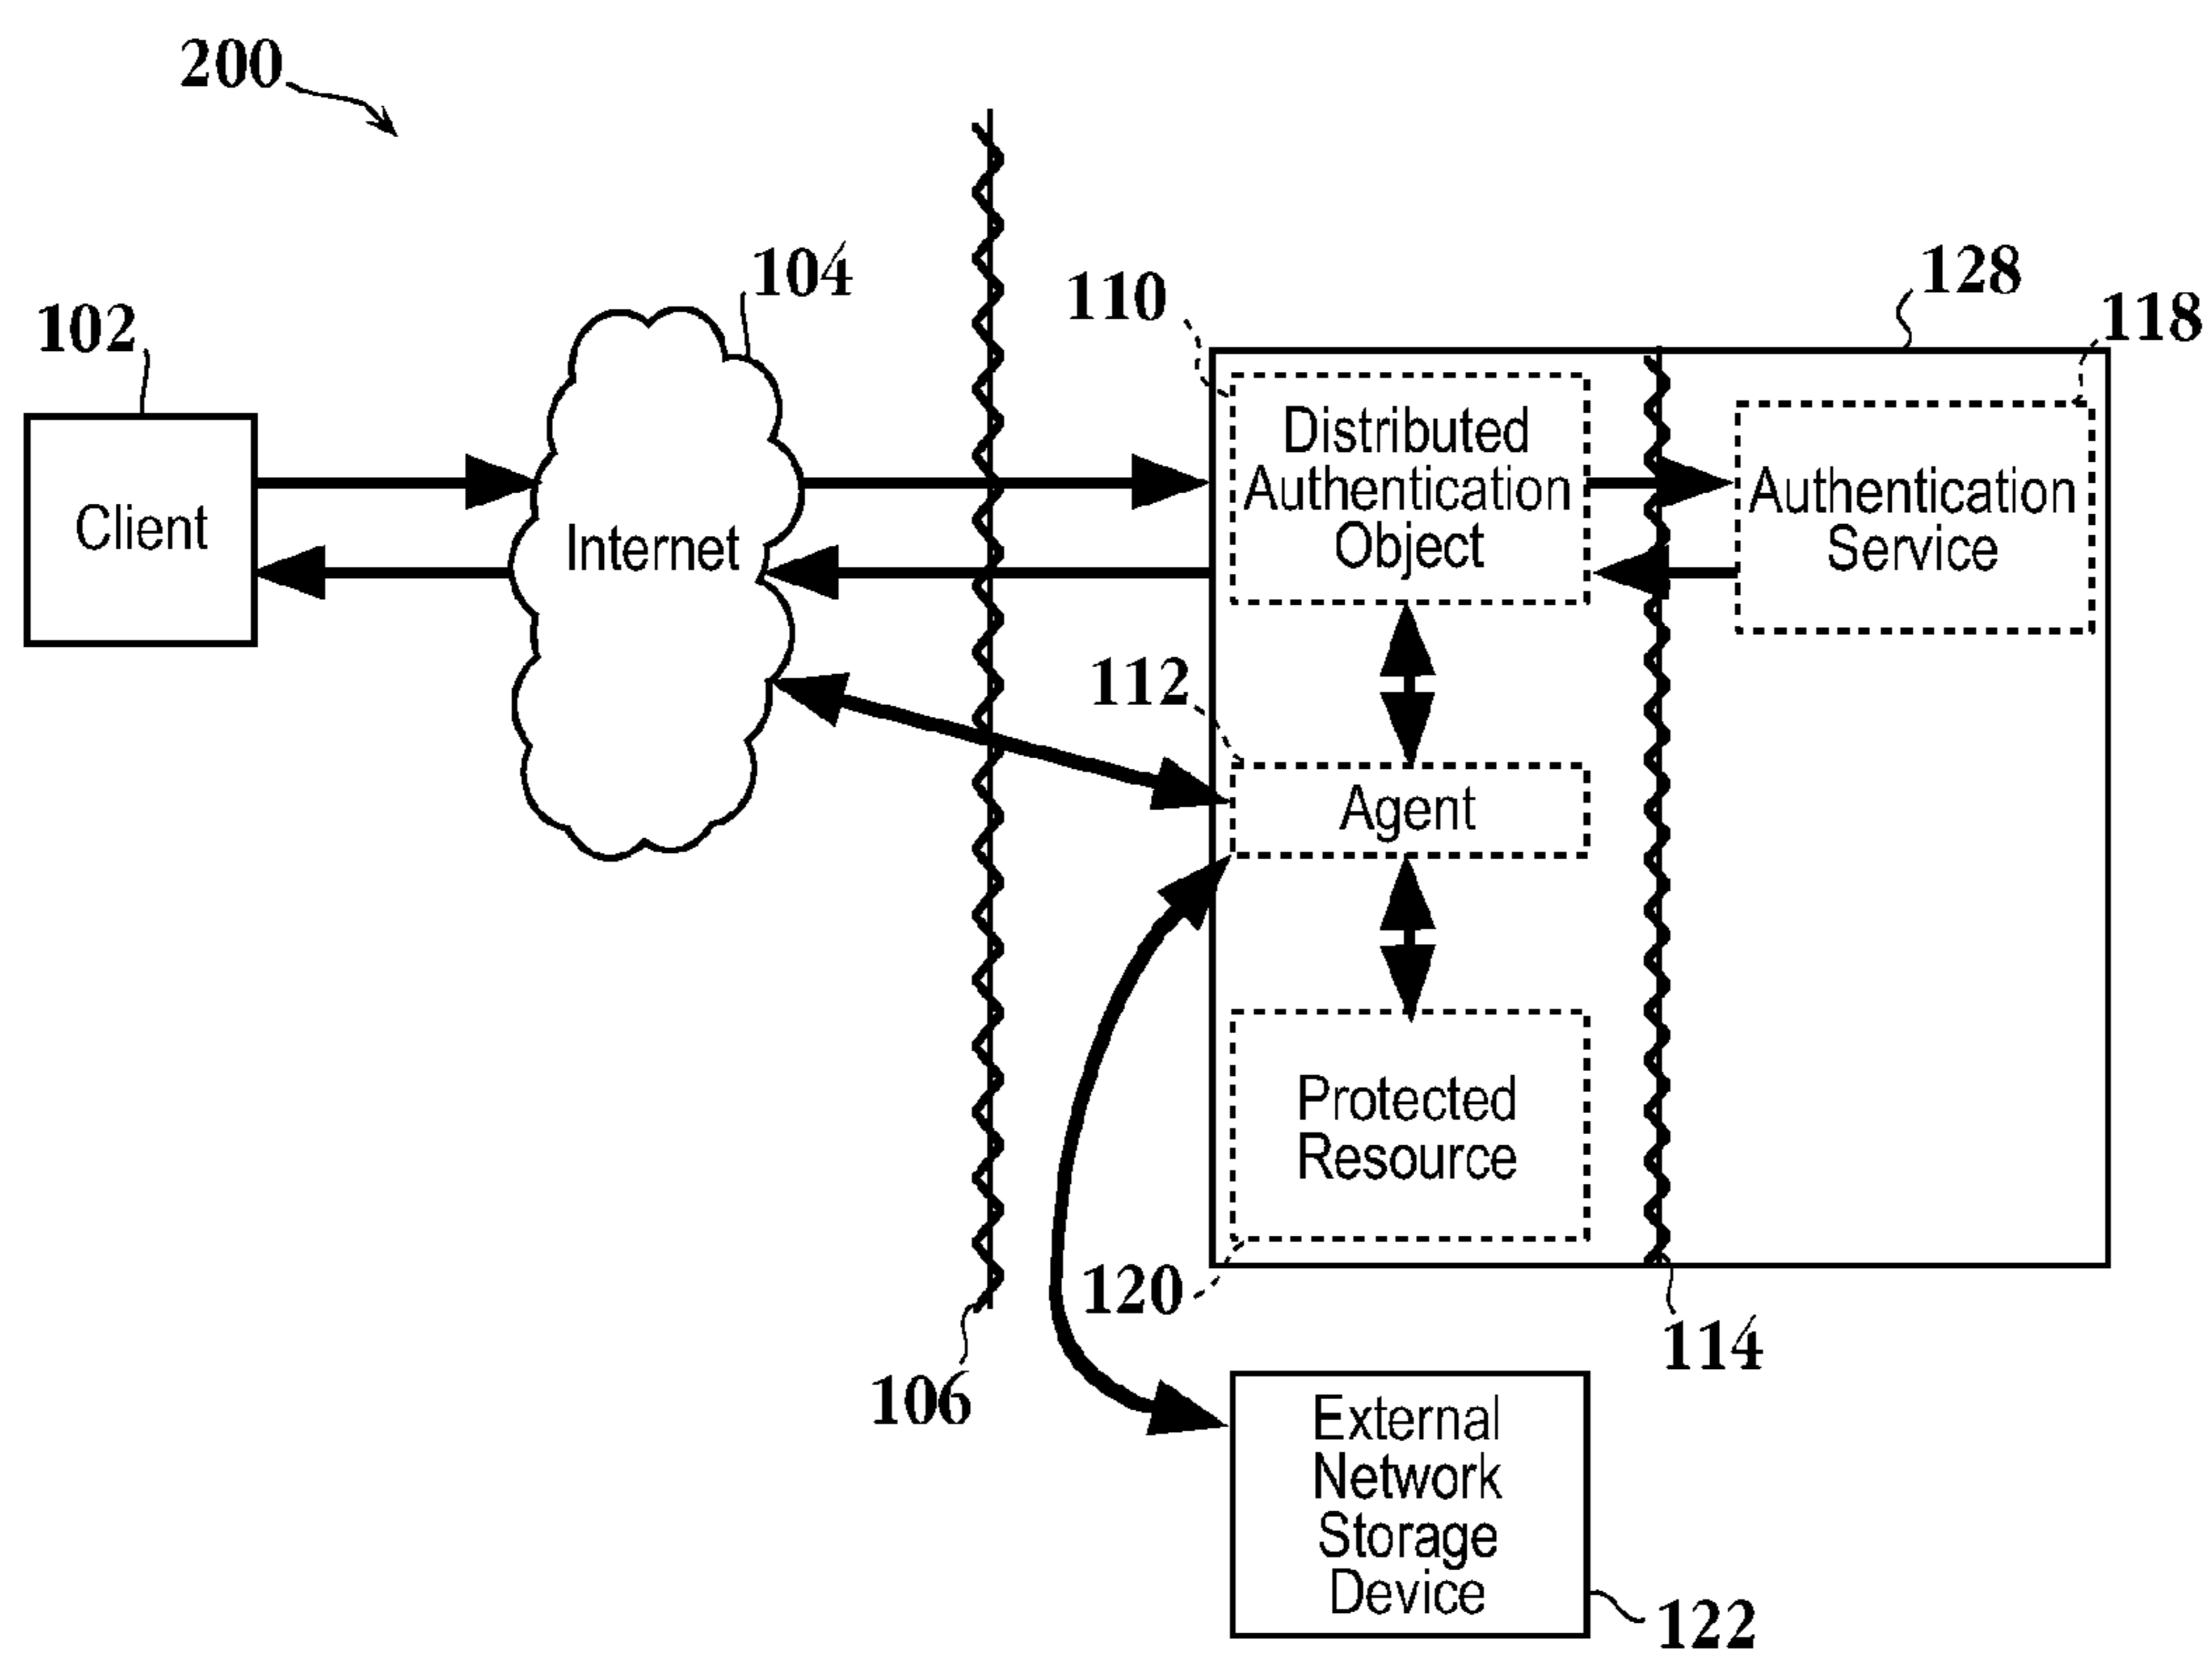 200
104
128
110
118
102
Distributed
Authentication
Object
Authentication
Service
Client
Internet
112
Agent
Protected
Resource
120
114
106
External
Network
Storage
Device
122